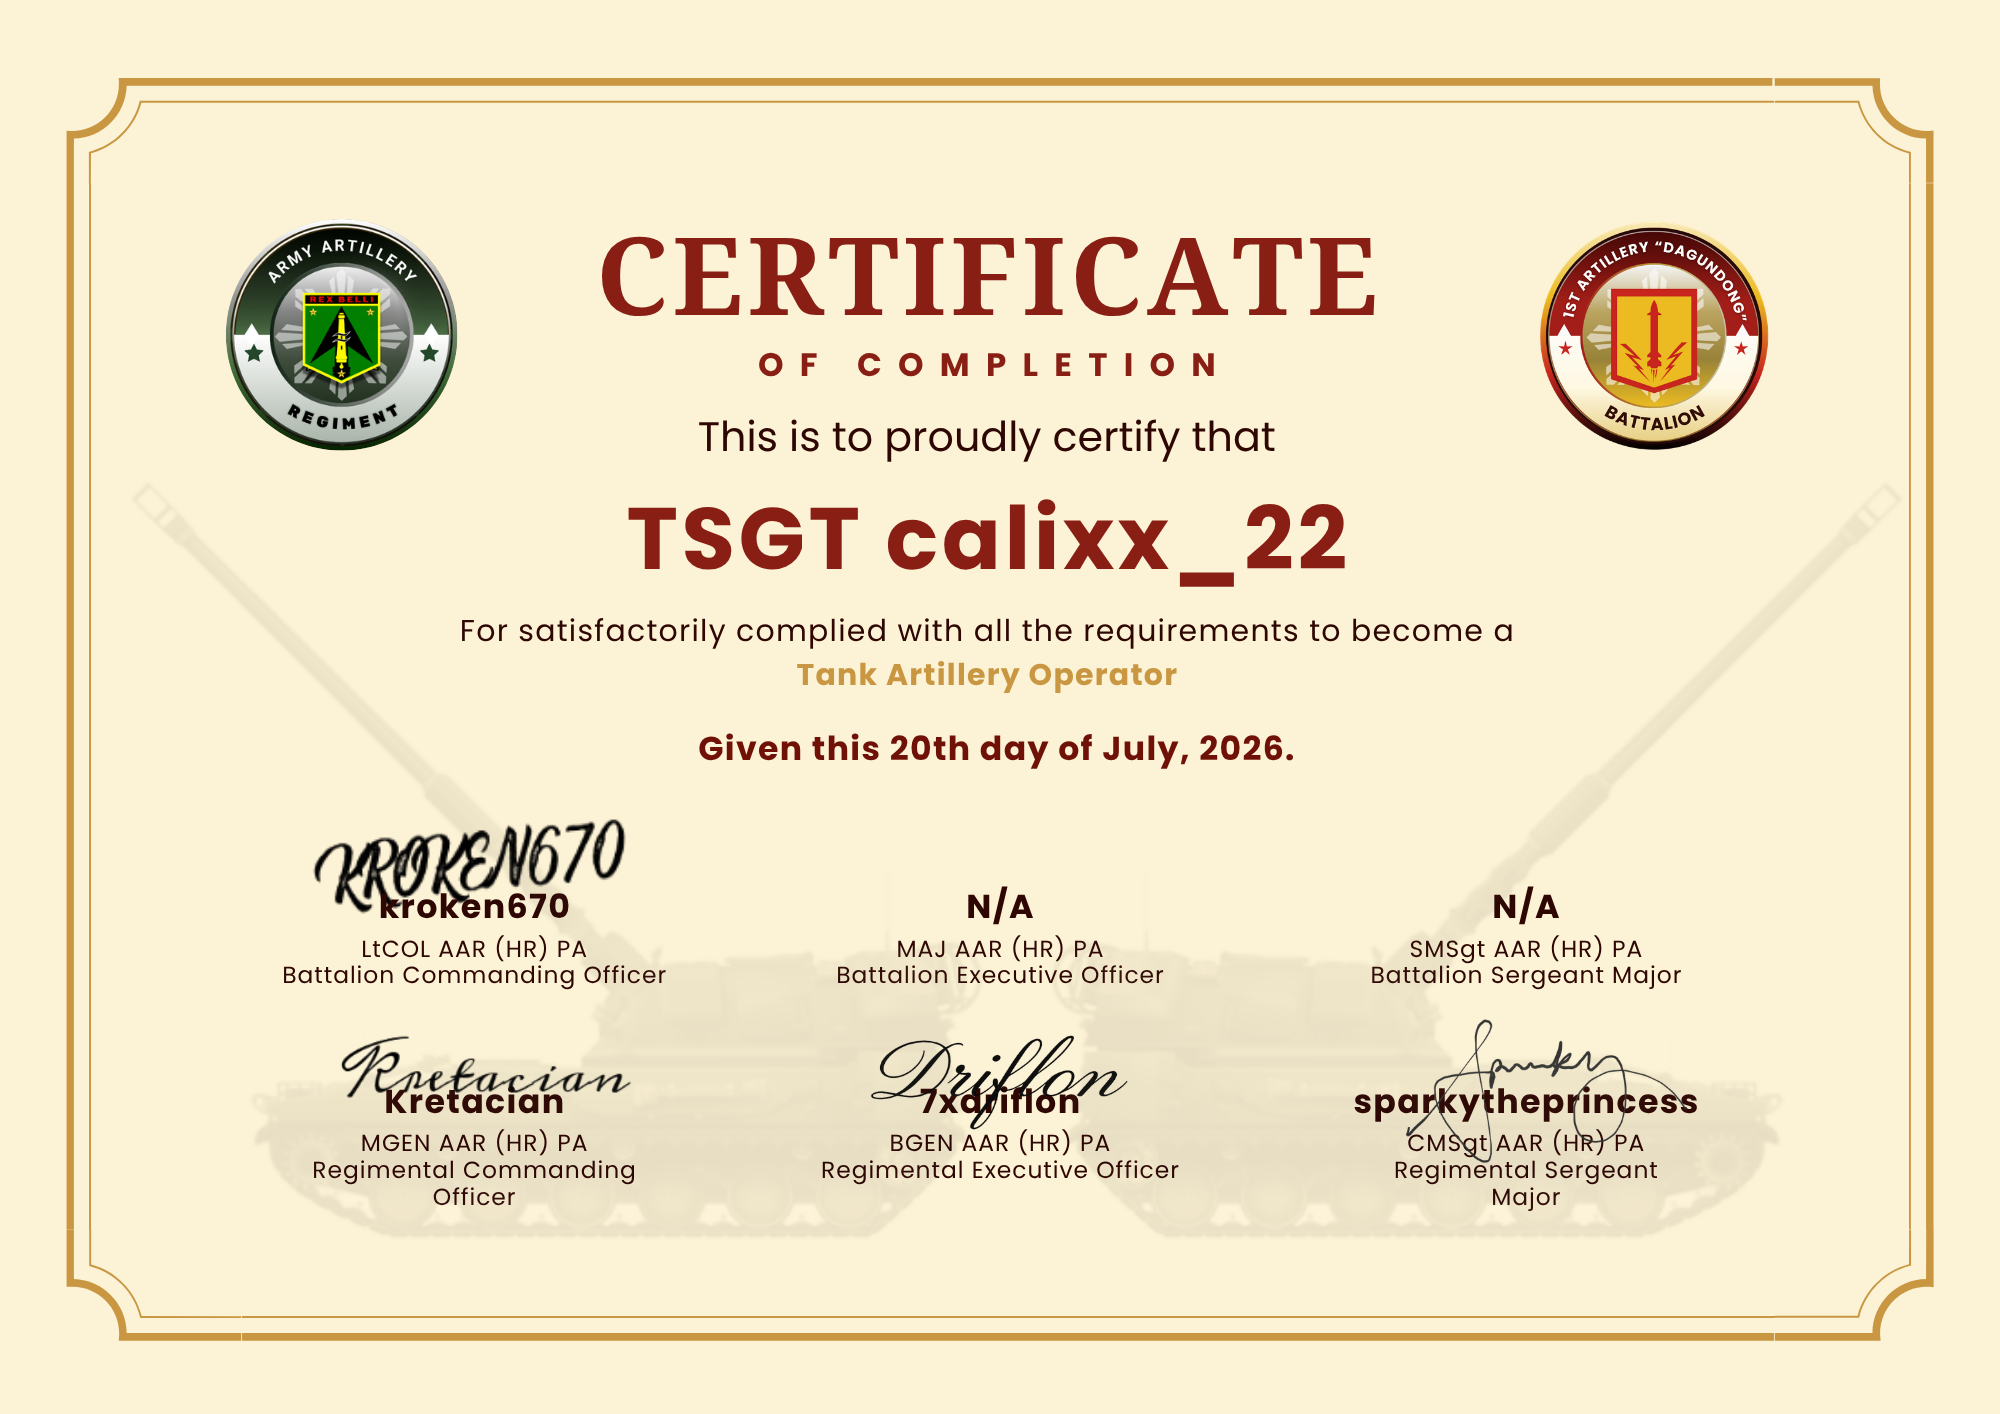 ARMY ARTILLERY
REX BELLI
REGIMENT
1ST ARTILLERY "DAGUNDONG"
BATTALION
CERTIFICATE
OF COMPLETION
This is to proudly certify that
TSGT calixx_22
For satisfactorily complied with all the requirements to become a
Tank Artillery Operator
Given this 20th day of July, 2026.
KROKEN670
kroken670
LtCOL AAR (HR) PA
Battalion Commanding Officer
N/A
MAJ AAR (HR) PA
Battalion Executive Officer
N/A
SMSgt AAR (HR) PA
Battalion Sergeant Major
Kretacian
Kretacian
MGEN AAR (HR) PA
Regimental Commanding
Officer
Driflon
7xdriflon
BGEN AAR (HR) PA
Regimental Executive Officer
Sparky
sparkytheprincess
CMSgt AAR (HR) PA
Regimental Sergeant
Major